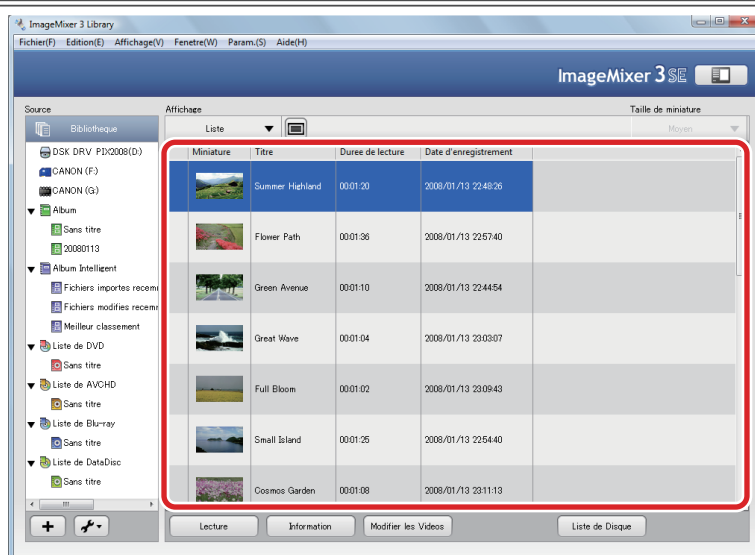 ImageMixer 3 Library
Fichier(F) Edition(E) Affichage(V) Fenetre(W) Param.(S) Aide(H)
ImageMixer 3 SE
Source
Affichage
Taille de miniature
Bibliotheque
Liste
Moyen
DSK DRV PIX2008(D:)
CANON (F:)
CANON (G:)
Album
Sans titre
20080113
Album Intelligent
Fichiers importes recem
Fichiers modifies recem
Meilleur classement
Liste de DVD
Sans titre
Liste de AVCHD
Sans titre
Liste de Blu-ray
Sans titre
Liste de DataDisc
Sans titre
Miniature Titre Duree de lecture Date d'enregistrement
Summer Highland 00:01:20 2008/01/13 22:48:26
Flower Path 00:01:36 2008/01/13 22:57:40
Green Avenue 00:01:10 2008/01/13 22:44:54
Great Wave 00:01:04 2008/01/13 23:03:07
Full Bloom 00:01:02 2008/01/13 23:09:43
Small Island 00:01:25 2008/01/13 22:54:40
Cosmos Garden 00:01:08 2008/01/13 23:11:13
Lecture Information Modifier les Videos Liste de Disque